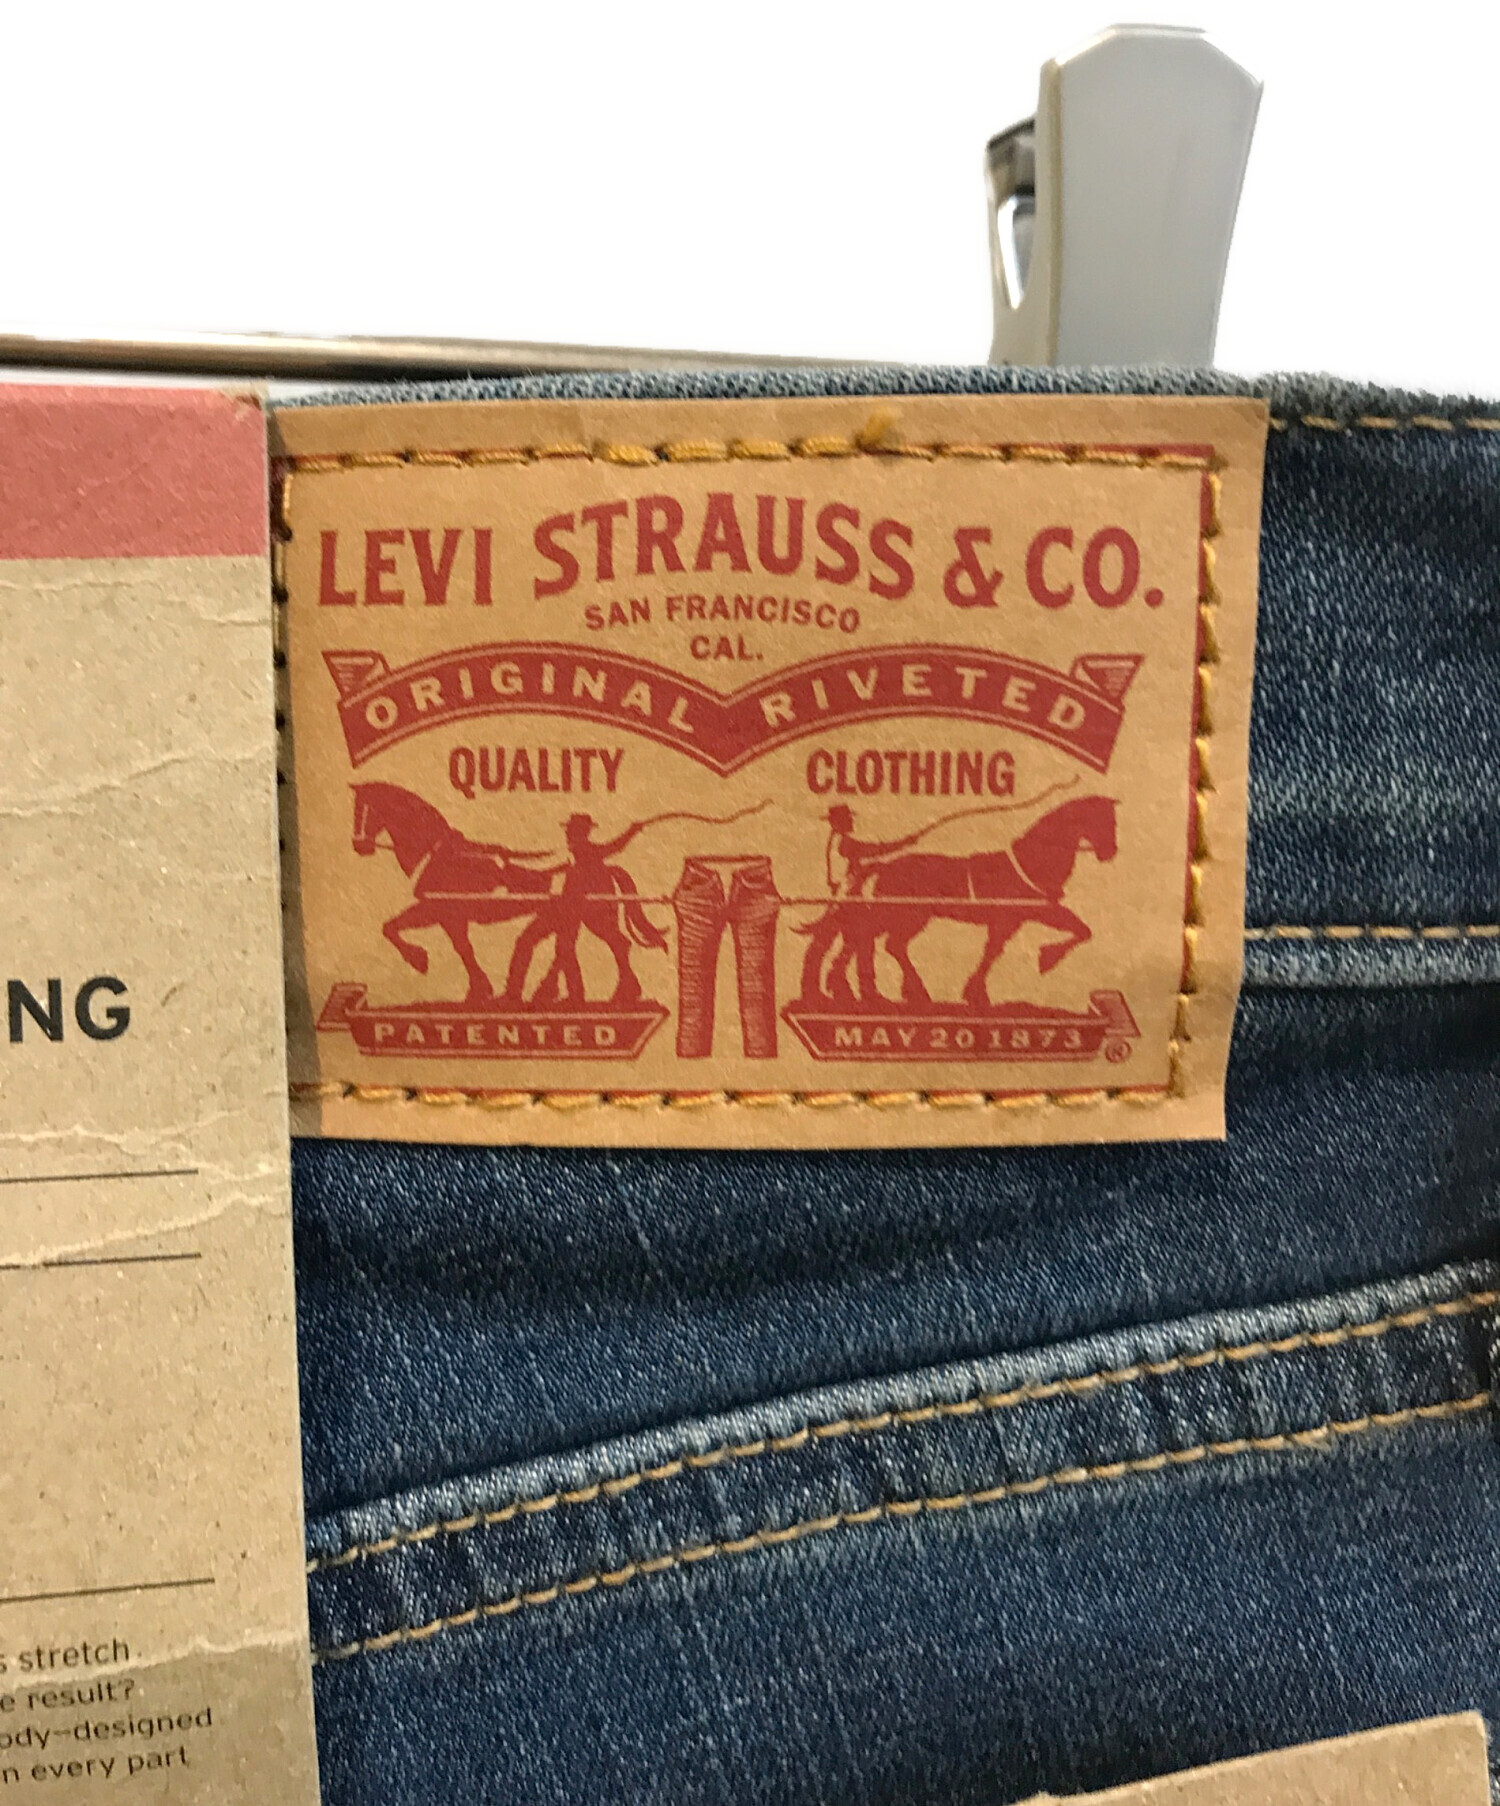 LEVI STRAUSS & CO.
SAN FRANCISCO
CAL.
ORIGINAL RIVETED
QUALITY CLOTHING
PATENTED MAY 20 1873 ®
NG
stretch
result?
designed
every part